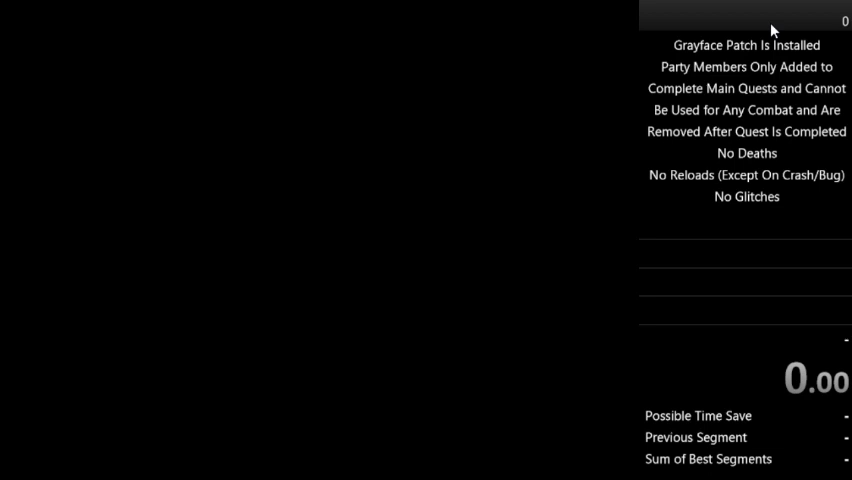 0
Grayface Patch Is Installed
Party Members Only Added to
Complete Main Quests and Cannot
Be Used for Any Combat and Are
Removed After Quest Is Completed
No Deaths
No Reloads (Except On Crash/Bug)
No Glitches
-
0.00
Possible Time Save -
Previous Segment -
Sum of Best Segments -